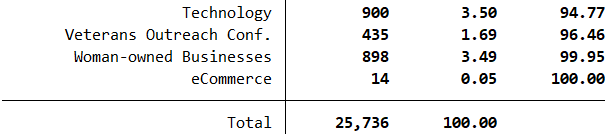 Technology 900 3.50 94.77
Veterans Outreach Conf. 435 1.69 96.46
Woman-owned Businesses 898 3.49 99.95
eCommerce 14 0.05 100.00
Total 25,736 100.00